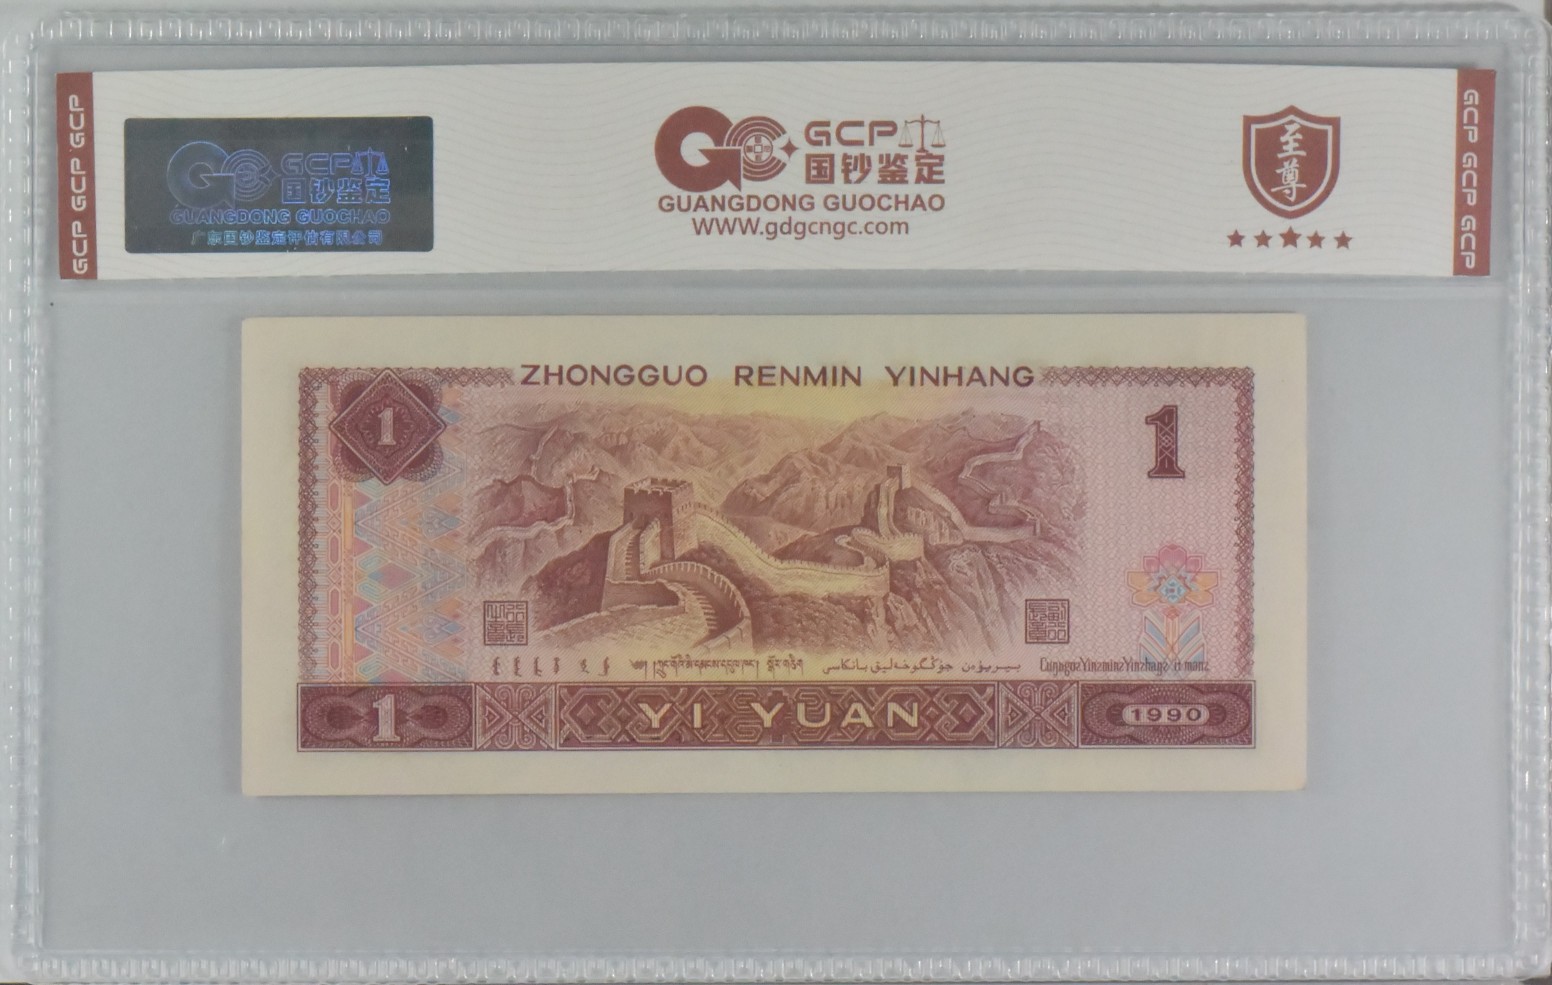 GCP GCP GCP
GCP
国钞鉴定
GUANGDONG GUOCHAO
广东国钞鉴定评估有限公司
GCP
国钞鉴定
GUANGDONG GUOCHAO
WWW.gdgcngc.com
至尊
GCP GCP GCP
ZHONGGUO RENMIN YINHANG
1
1
1
YI YUAN
1990